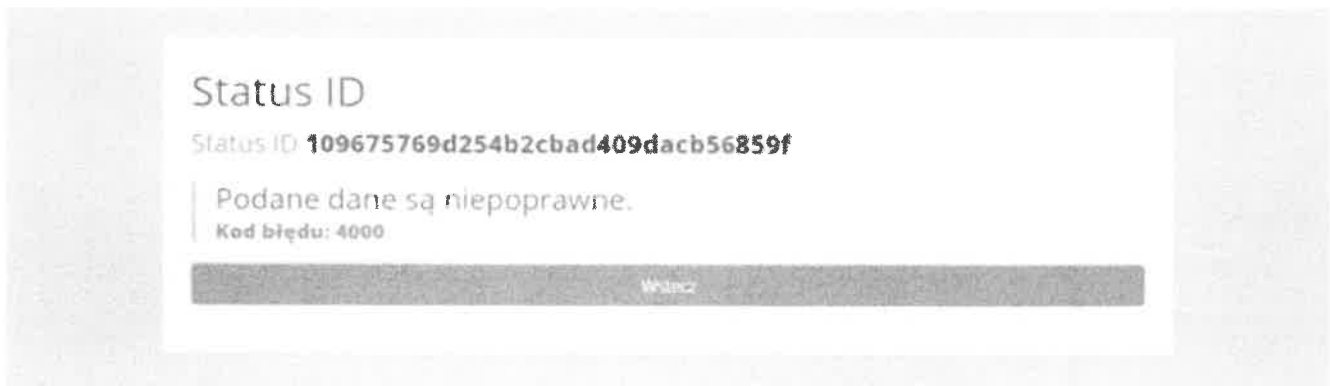 Status ID
Status ID 109675769d254b2cbad409dacb56859f
Podane dane są niepoprawne.
Kod błędu: 4000
Wstecz